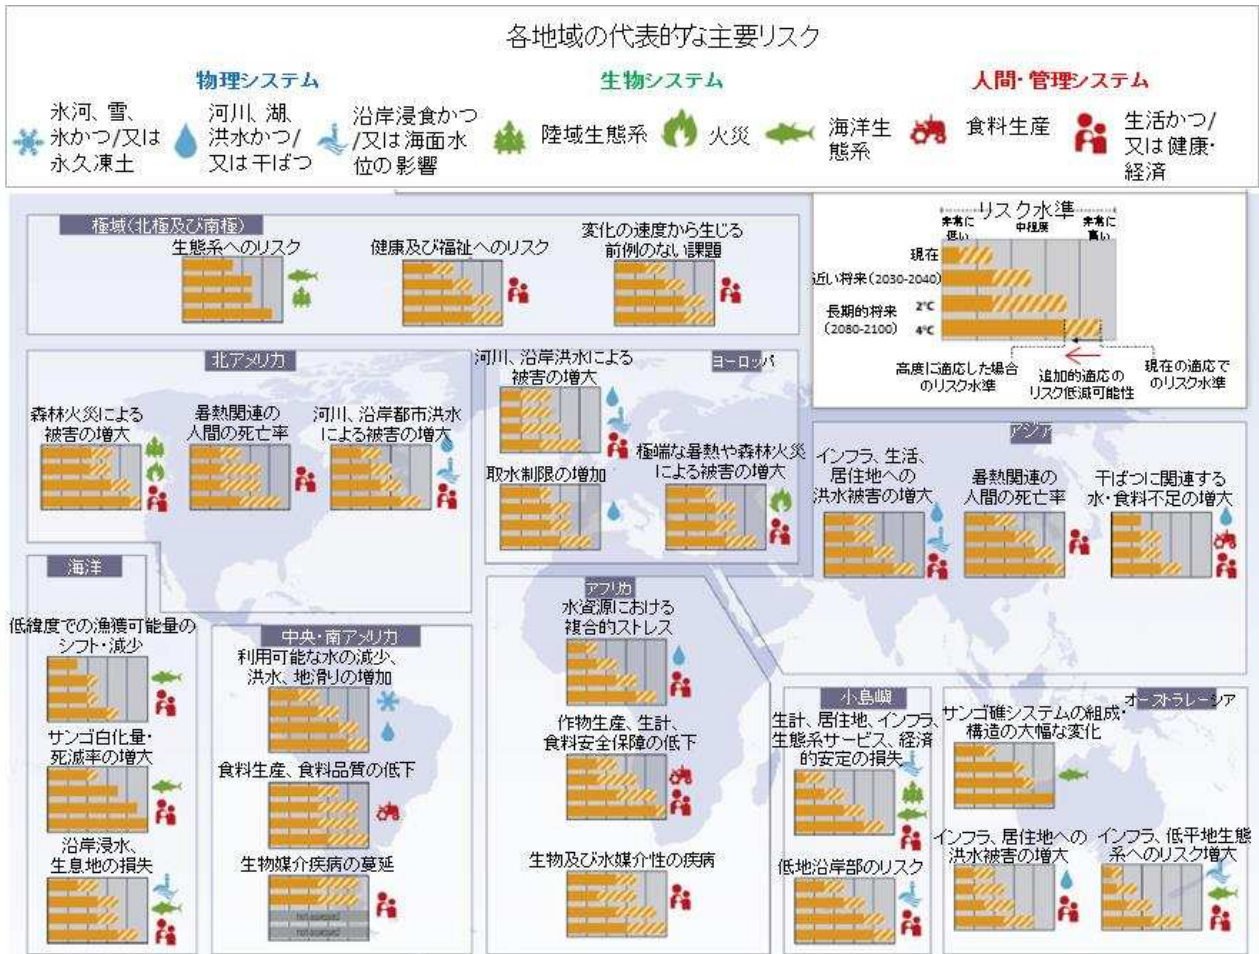 各地域の代表的な主要リスク
物理システム
生物システム
人間・管理システム
氷河、雪、
氷かつ/又は
永久凍土
河川、湖、
洪水かつ/
又は干ばつ
沿岸浸食かつ
/又は海面水
位の影響
陸域生態系
火災
海洋生
態系
食料生産
生活かつ/
又は健康・
経済
リスク水準
非常に
低い
中程度
非常に
高い
現在
近い将来(2030-2040)
長期的将来
(2080-2100)
2℃
4℃
高度に適応した場合
のリスク水準
追加的適応の
リスク低減可能性
現在の適応で
のリスク水準
極域(北極及び南極)
生態系へのリスク
健康及び福祉へのリスク
変化の速度から生じる
前例のない課題
北アメリカ
森林火災による
被害の増大
暑熱関連の
人間の死亡率
河川、沿岸都市洪水
による被害の増大
ヨーロッパ
河川、沿岸洪水による
被害の増大
取水制限の増加
極端な暑熱や森林火災
による被害の増大
アジア
インフラ、生活、
居住地への
洪水被害の増大
暑熱関連の
人間の死亡率
干ばつに関連する
水・食料不足の増大
海洋
低緯度での漁獲可能量の
シフト・減少
サンゴ白化量・
死滅率の増大
沿岸浸水、
生息地の損失
中央・南アメリカ
利用可能な水の減少、
洪水、地滑りの増加
食料生産、食料品質の低下
生物媒介疾病の蔓延
not assessed
not assessed
アフリカ
水資源における
複合的ストレス
作物生産、生計、
食料安全保障の低下
生物及び水媒介性の疾病
小島嶼
生計、居住地、インフラ、
生態系サービス、経済
的安定の損失
低地沿岸部のリスク
オーストラレーシア
サンゴ礁システムの組成・
構造の大幅な変化
インフラ、居住地への
洪水被害の増大
インフラ、低平地生態
系へのリスク増大